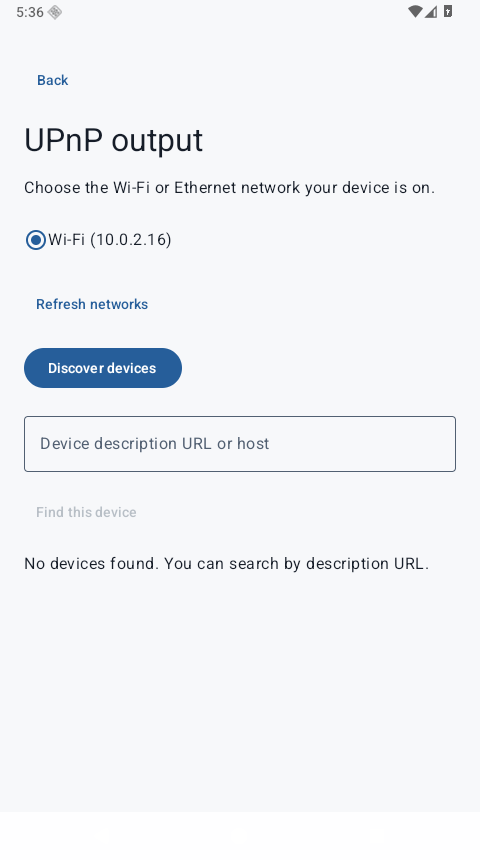 5:36
Back
UPnP output
Choose the Wi-Fi or Ethernet network your device is on.
Wi-Fi (10.0.2.16)
Refresh networks
Discover devices
Device description URL or host
Find this device
No devices found. You can search by description URL.